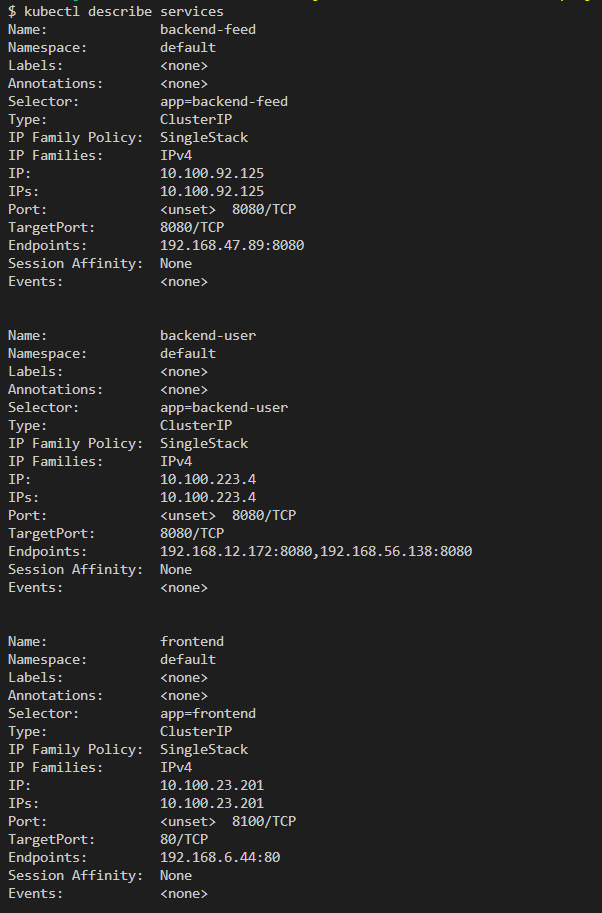 $ kubectl describe services
Name:              backend-feed
Namespace:         default
Labels:            <none>
Annotations:       <none>
Selector:          app=backend-feed
Type:              ClusterIP
IP Family Policy:  SingleStack
IP Families:       IPv4
IP:                10.100.92.125
IPs:               10.100.92.125
Port:              <unset>  8080/TCP
TargetPort:        8080/TCP
Endpoints:         192.168.47.89:8080
Session Affinity:  None
Events:            <none>
Name:              backend-user
Namespace:         default
Labels:            <none>
Annotations:       <none>
Selector:          app=backend-user
Type:              ClusterIP
IP Family Policy:  SingleStack
IP Families:       IPv4
IP:                10.100.223.4
IPs:               10.100.223.4
Port:              <unset>  8080/TCP
TargetPort:        8080/TCP
Endpoints:         192.168.12.172:8080,192.168.56.138:8080
Session Affinity:  None
Events:            <none>
Name:              frontend
Namespace:         default
Labels:            <none>
Annotations:       <none>
Selector:          app=frontend
Type:              ClusterIP
IP Family Policy:  SingleStack
IP Families:       IPv4
IP:                10.100.23.201
IPs:               10.100.23.201
Port:              <unset>  8100/TCP
TargetPort:        80/TCP
Endpoints:         192.168.6.44:80
Session Affinity:  None
Events:            <none>